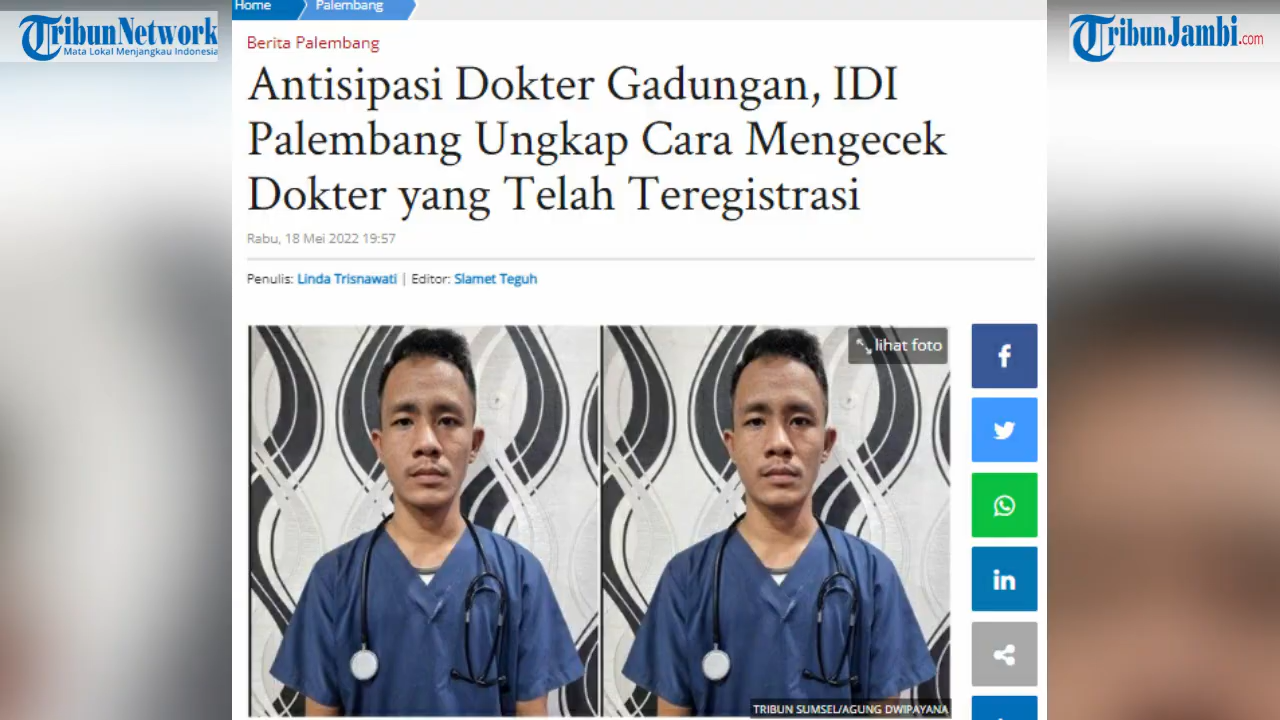 Home
Palembang
TribunNetwork
Mata Lokal Menjangkau Indonesia
TribunJambi.com
Berita Palembang
Antisipasi Dokter Gadungan, IDI
Palembang Ungkap Cara Mengecek
Dokter yang Telah Teregistrasi
Rabu, 18 Mei 2022 19:57
Penulis: Linda Trisnawati | Editor: Slamet Teguh
lihat foto
TRIBUN SUMSEL/AGUNG DWIPAYANA